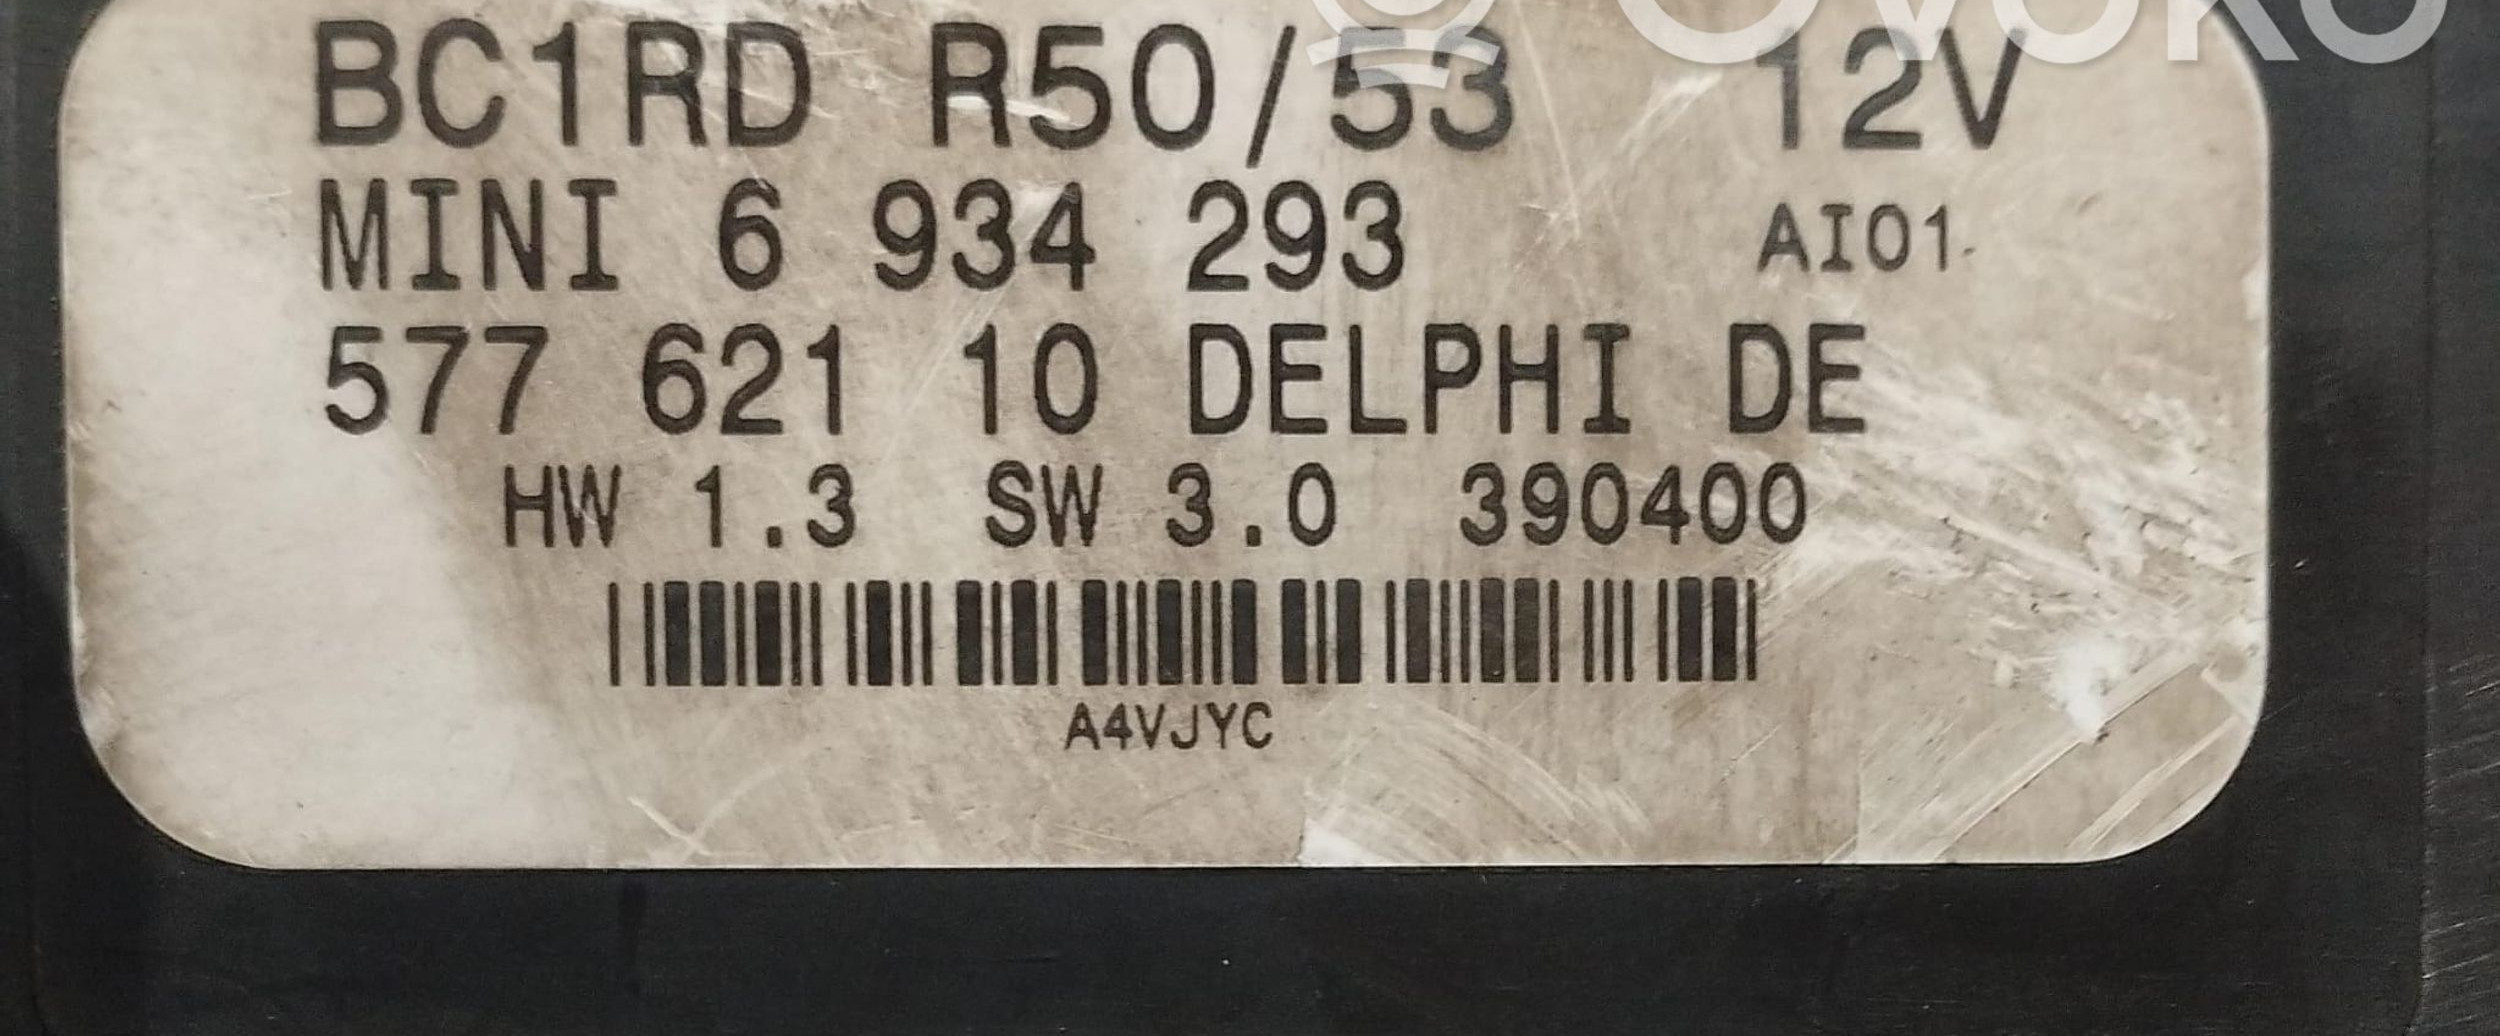 OVOKO
BC1RD R50/53 12V
MINI 6 934 293 AI01
577 621 10 DELPHI DE
HW 1.3 SW 3.0 390400
A4VJYC